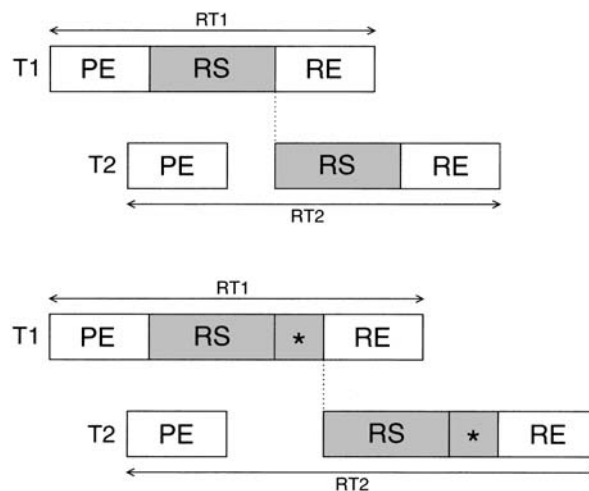 RT1
T1 PE RS RE
T2 PE RS RE
RT2
RT1
T1 PE RS * RE
T2 PE RS * RE
RT2